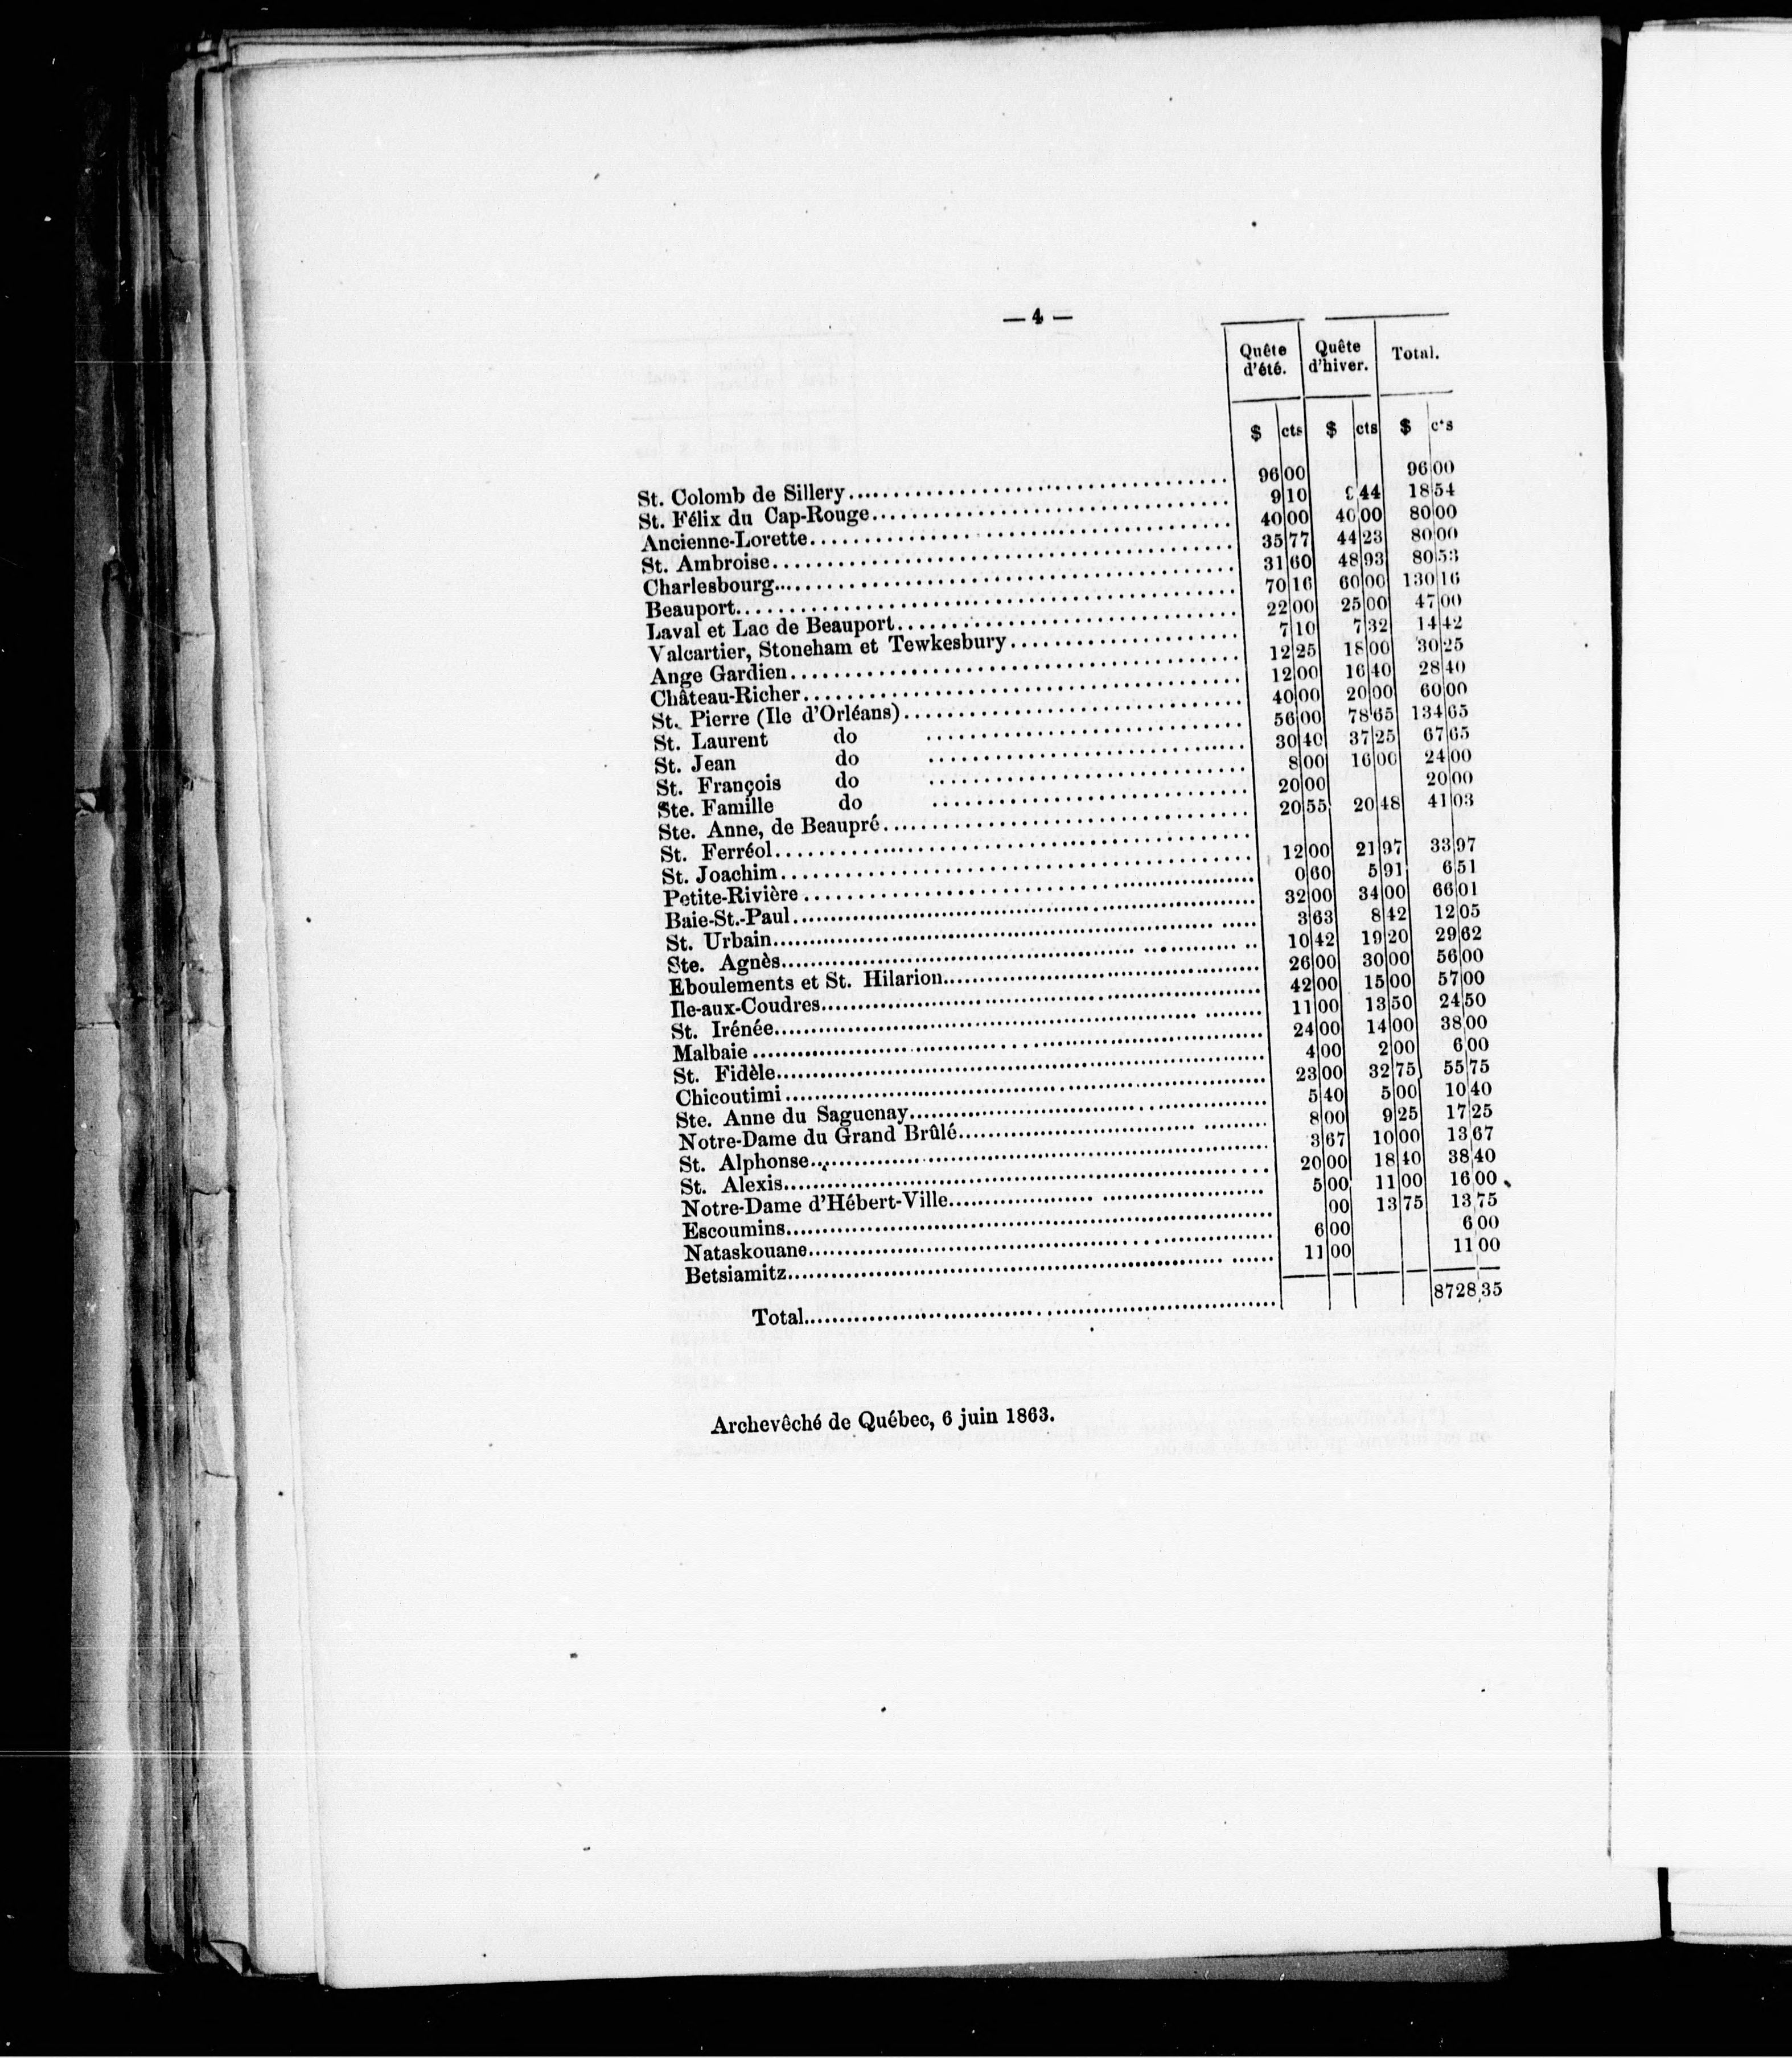 — 4 —
Quête d'été. Quête d'hiver. Total.
$ cts $ cts $ cts
St. Colomb de Sillery 96 00 96 00
St. Félix du Cap-Rouge 9 10 9 44 18 54
Ancienne-Lorette 40 00 40 00 80 00
St. Ambroise 35 77 44 23 80 00
Charlesbourg 31 60 48 93 80 53
Beauport 70 16 60 00 130 16
Laval et Lac de Beauport 22 00 25 00 47 00
Valcartier, Stoneham et Tewkesbury 7 10 7 32 14 42
Ange Gardien 12 25 18 00 30 25
Château-Richer 12 00 16 40 28 40
St. Pierre (Ile d'Orléans) 40 00 20 00 60 00
St. Laurent do 56 00 78 65 134 65
St. Jean do 30 40 37 25 67 65
St. François do 8 00 16 00 24 00
Ste. Famille do 20 00 20 00
Ste. Anne, de Beaupré 20 55 20 48 41 03
St. Ferréol
St. Joachim 12 00 21 97 33 97
Petite-Rivière 0 60 5 91 6 51
Baie-St.-Paul 32 00 34 00 66 01
St. Urbain 3 63 8 42 12 05
Ste. Agnès 10 42 19 20 29 62
Eboulements et St. Hilarion 26 00 30 00 56 00
Ile-aux-Coudres 42 00 15 00 57 00
St. Irénée 11 00 13 50 24 50
Malbaie 24 00 14 00 38 00
St. Fidèle 4 00 2 00 6 00
Chicoutimi 23 00 32 75 55 75
Ste. Anne du Saguenay 5 40 5 00 10 40
Notre-Dame du Grand Brûlé 8 00 9 25 17 25
St. Alphonse 3 67 10 00 13 67
St. Alexis 20 00 18 40 38 40
Notre-Dame d'Hébert-Ville 5 00 11 00 16 00
Escoumins 00 13 75 13 75
Nataskouane 6 00 6 00
Betsiamitz 11 00 11 00
Total 8728 35
Archevêché de Québec, 6 juin 1863.